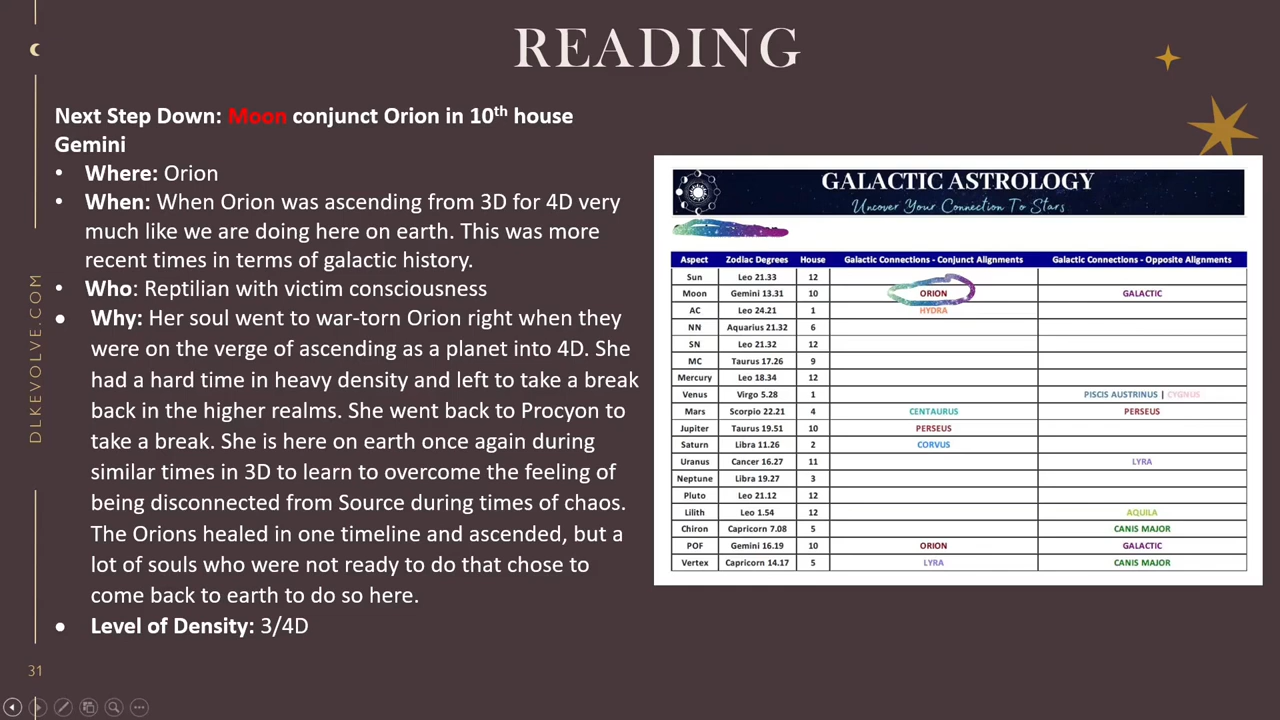 READING
Next Step Down: Moon conjunct Orion in 10th house
Gemini
• Where: Orion
• When: When Orion was ascending from 3D for 4D very
much like we are doing here on earth. This was more
recent times in terms of galactic history.
• Who: Reptilian with victim consciousness
• Why: Her soul went to war-torn Orion right when they
were on the verge of ascending as a planet into 4D. She
had a hard time in heavy density and left to take a break
back in the higher realms. She went back to Procyon to
take a break. She is here on earth once again during
similar times in 3D to learn to overcome the feeling of
being disconnected from Source during times of chaos.
The Orions healed in one timeline and ascended, but a
lot of souls who were not ready to do that chose to
come back to earth to do so here.
• Level of Density: 3/4D
DLKEVOLVE.COM
31
GALACTIC ASTROLOGY
Uncover Your Connection To Stars
Aspect Zodiac Degrees House Galactic Connections - Conjunct Alignments Galactic Connections - Opposite Alignments
Sun Leo 21.33 12
Moon Gemini 13.31 10 ORION GALACTIC
AC Leo 24.21 1 HYDRA
NN Aquarius 21.32 6
SN Leo 21.32 12
MC Taurus 17.26 9
Mercury Leo 18.34 12
Venus Virgo 5.28 1 PISCIS AUSTRINUS | CYGNUS
Mars Scorpio 22.21 4 CENTAURUS PERSEUS
Jupiter Taurus 19.51 10 PERSEUS
Saturn Libra 11.26 2 CORVUS
Uranus Cancer 16.27 11 LYRA
Neptune Libra 19.27 3
Pluto Leo 21.12 12
Lilith Leo 1.54 12 AQUILA
Chiron Capricorn 7.08 5 CANIS MAJOR
POF Gemini 16.19 10 ORION GALACTIC
Vertex Capricorn 14.17 5 LYRA CANIS MAJOR